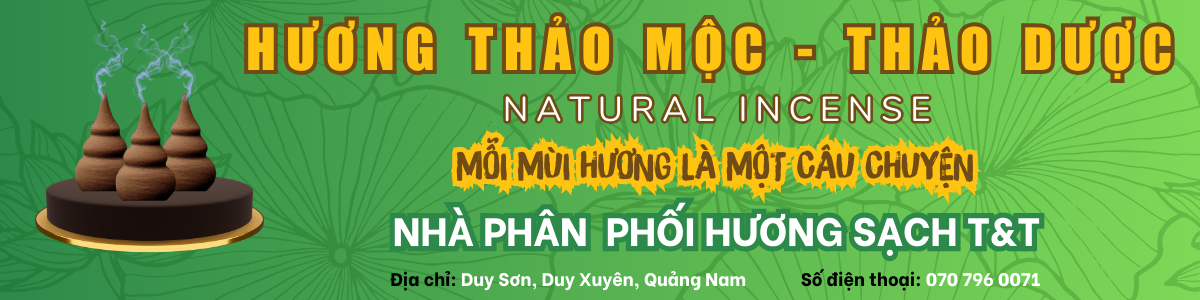 HƯƠNG THẢO MỘC - THẢO DƯỢC
NATURAL INCENSE
MỖI MÙI HƯƠNG LÀ MỘT CÂU CHUYỆN
NHÀ PHÂN PHỐI HƯƠNG SẠCH T&T
Địa chỉ: Duy Sơn, Duy Xuyên, Quảng Nam Số điện thoại: 070 796 0071